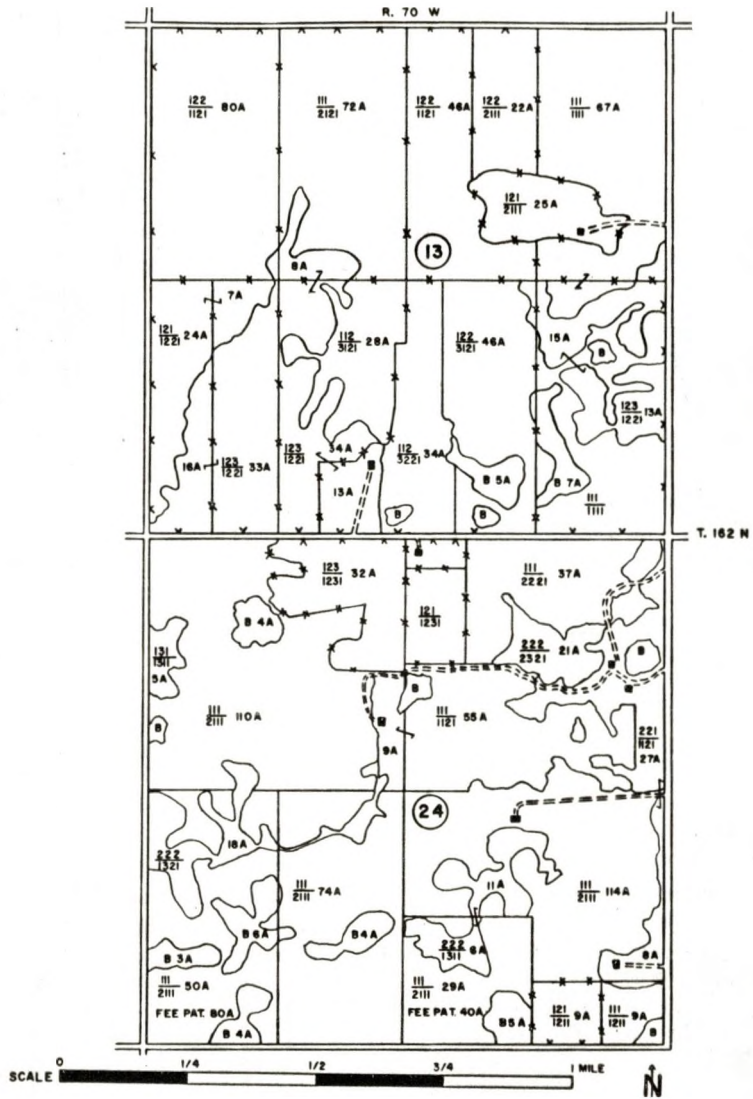 R. 70 W
122 111 122 122 111
80A 72A 46A 22A 67A
1121 2121 1121 2111 1111
121
25A
2111
13
8A
7A
121 112 122 15A
24A 28A 46A B
1221 3121 3121
123
13A
1221
123 123 34A 112
16A 33A 34A
1221 1221 3221
13A B 5A B 7A
111
1111
B B
T. 162 N
123 111
32A 37A
1231 2221
121
1231
B 4A
131 222
21A B
1311 2321
5A
B
111 111 221
110A 55A
2111 1121 1121
B 27A
9A
24
18A
222
1321
111 11A 111
74A 114A
2111 2111
B 6A B4A 222
6A
1311
B 3A 8A
111 111
50A 29A
2111 2111
FEE PAT. 80A FEE PAT. 40A 121 111
9A 9A
1211 1211
B 4A B5A B
SCALE 0 1/4 1/2 3/4 1 MILE
N